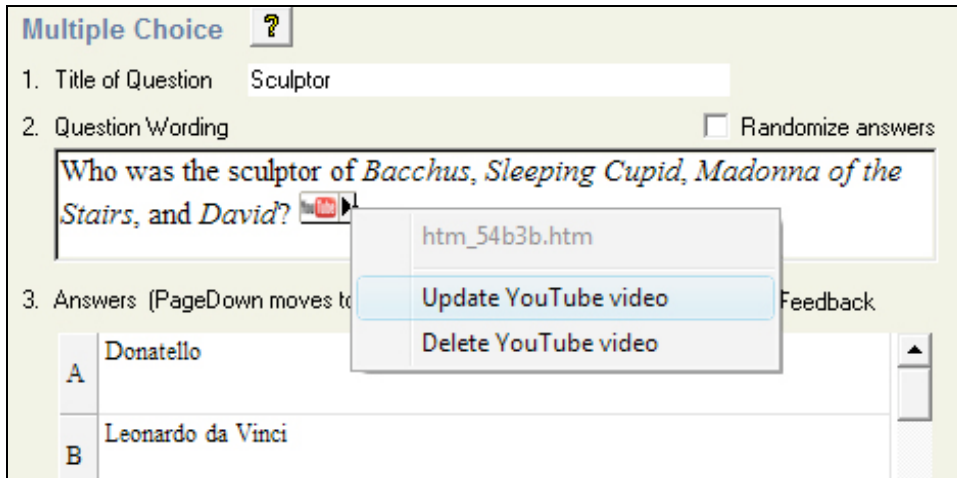 Multiple Choice ?
1. Title of Question Sculptor
2. Question Wording Randomize answers
Who was the sculptor of Bacchus, Sleeping Cupid, Madonna of the
Stairs, and David? YouTube 1
htm_54b3b.htm
Update YouTube video
Delete YouTube video
3. Answers (PageDown moves to Feedback
A Donatello
B Leonardo da Vinci